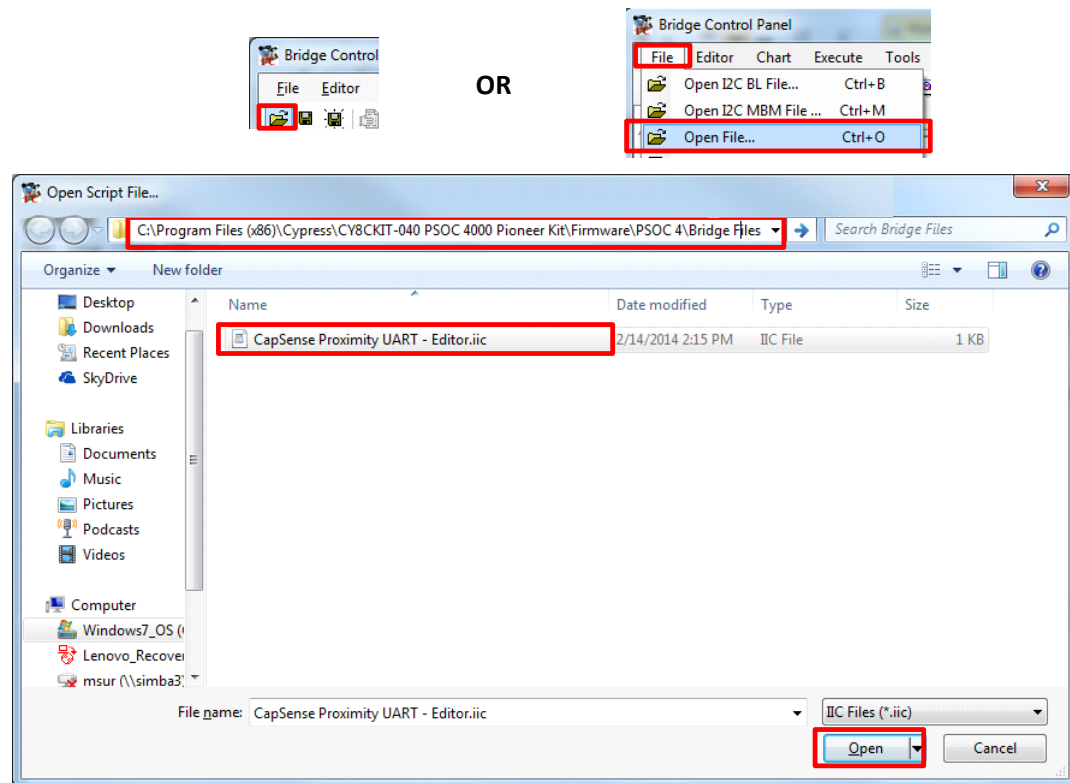 Bridge Control
File Editor
OR
Bridge Control Panel
File Editor Chart Execute Tools
Open I2C BL File... Ctrl+B
Open I2C MBM File ... Ctrl+M
Open File... Ctrl+O
Open Script File...
C:\Program Files (x86)\Cypress\CY8CKIT-040 PSOC 4000 Pioneer Kit\Firmware\PSOC 4\Bridge Files
Search Bridge Files
Organize New folder
Name Date modified Type Size
CapSense Proximity UART - Editor.iic 2/14/2014 2:15 PM IIC File 1 KB
Desktop
Downloads
Recent Places
SkyDrive
Libraries
Documents
Music
Pictures
Podcasts
Videos
Computer
Windows7_OS (
Lenovo_Recover
msur (\\simba3)
File name: CapSense Proximity UART - Editor.iic IIC Files (*.iic)
Open Cancel